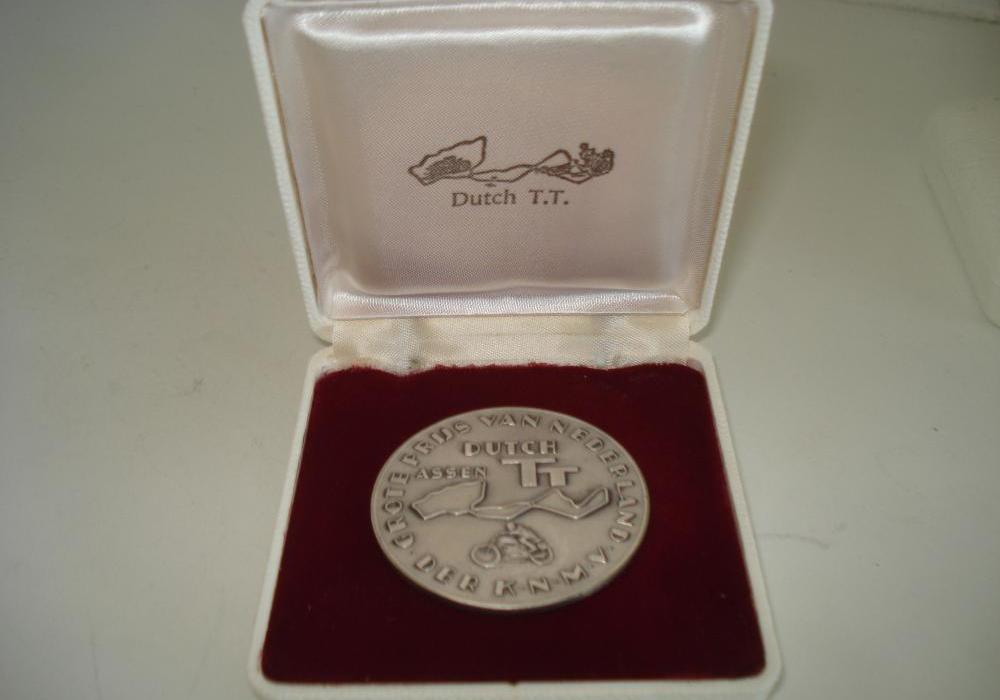 Dutch T.T.
GROTE PRIJS VAN NEDERLAND
DUTCH
ASSEN TT
· DER K·N·M·V ·